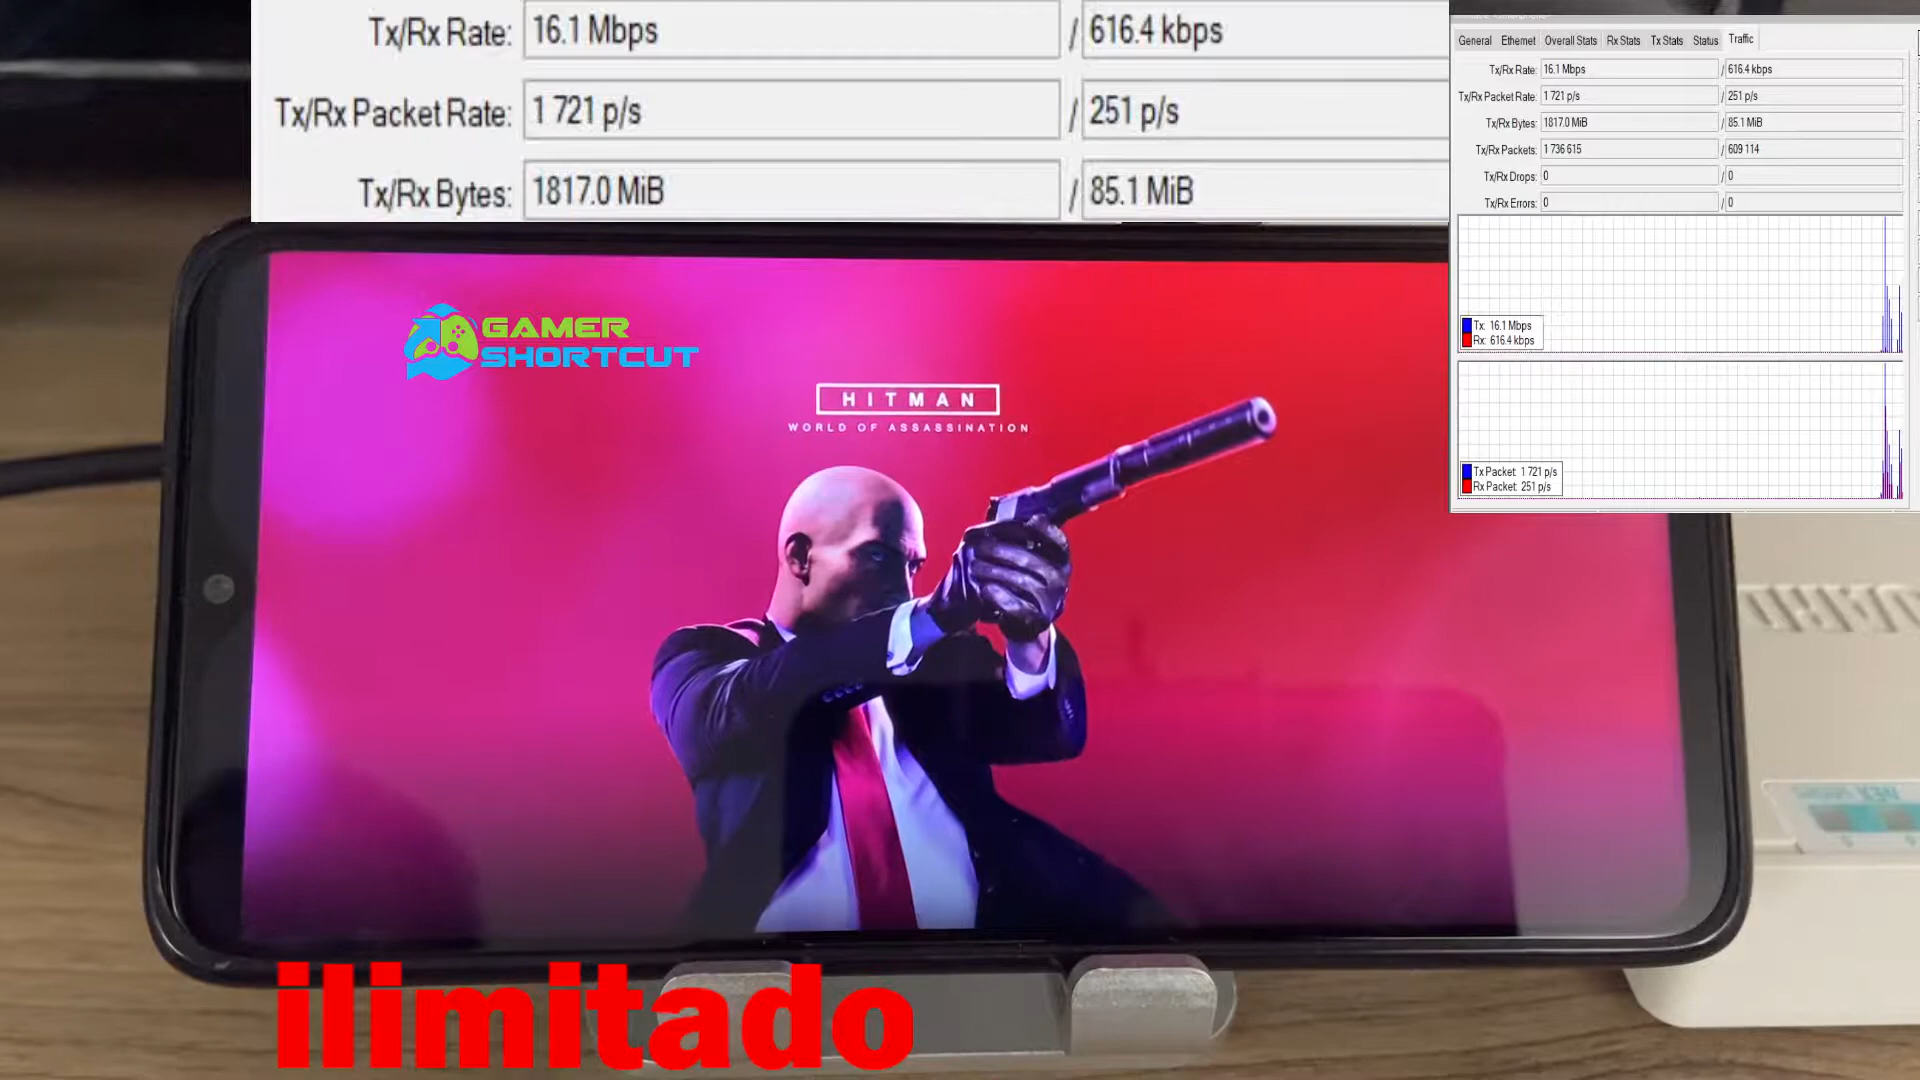 Tx/Rx Rate: 16.1 Mbps / 616.4 kbps
Tx/Rx Packet Rate: 1 721 p/s / 251 p/s
Tx/Rx Bytes: 1817.0 MiB / 85.1 MiB
General Ethernet Overall Stats Rx Stats Tx Stats Status Traffic
Tx/Rx Rate: 16.1 Mbps / 616.4 kbps
Tx/Rx Packet Rate: 1 721 p/s / 251 p/s
Tx/Rx Bytes: 1817.0 MiB / 85.1 MiB
Tx/Rx Packets: 1 736 615 / 609 114
Tx/Rx Drops: 0 / 0
Tx/Rx Errors: 0 / 0
Tx: 16.1 Mbps
Rx: 616.4 kbps
Tx Packet: 1 721 p/s
Rx Packet: 251 p/s
GAMER
SHORTCUT
HITMAN
WORLD OF ASSASSINATION
ilimitado